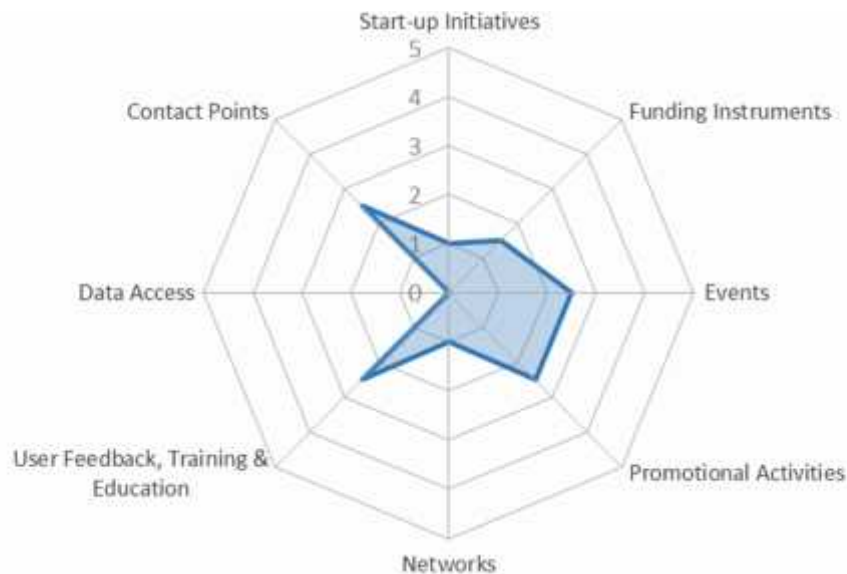 Start-up Initiatives
5
Contact Points
Funding Instruments
4
3
2
1
Data Access
0
Events
User Feedback, Training &
Education
Promotional Activities
Networks